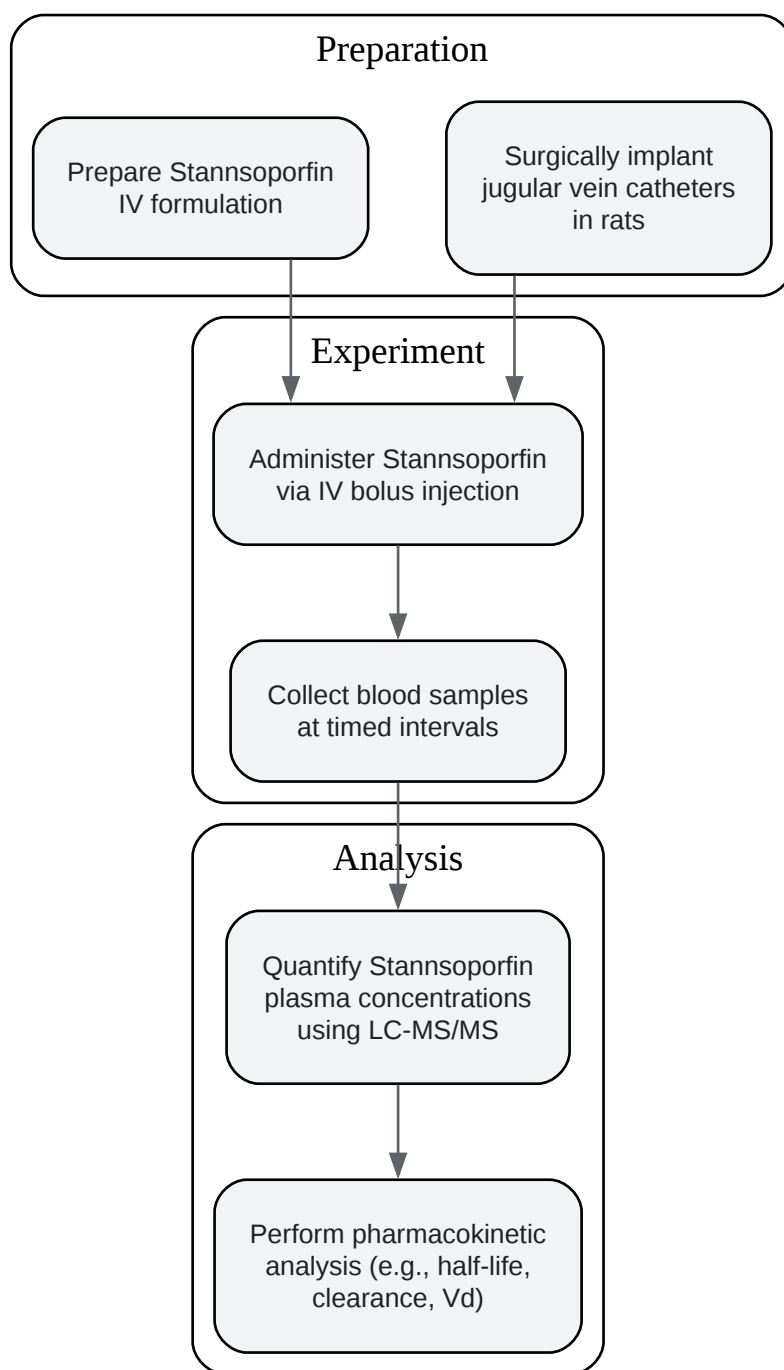 Preparation
Prepare Stannsoporfin
IV formulation
Surgically implant
jugular vein catheters
in rats
Experiment
Administer Stannsoporfin
via IV bolus injection
Collect blood samples
at timed intervals
Analysis
Quantify Stannsoporfin
plasma concentrations
using LC-MS/MS
Perform pharmacokinetic
analysis (e.g., half-life,
clearance, Vd)